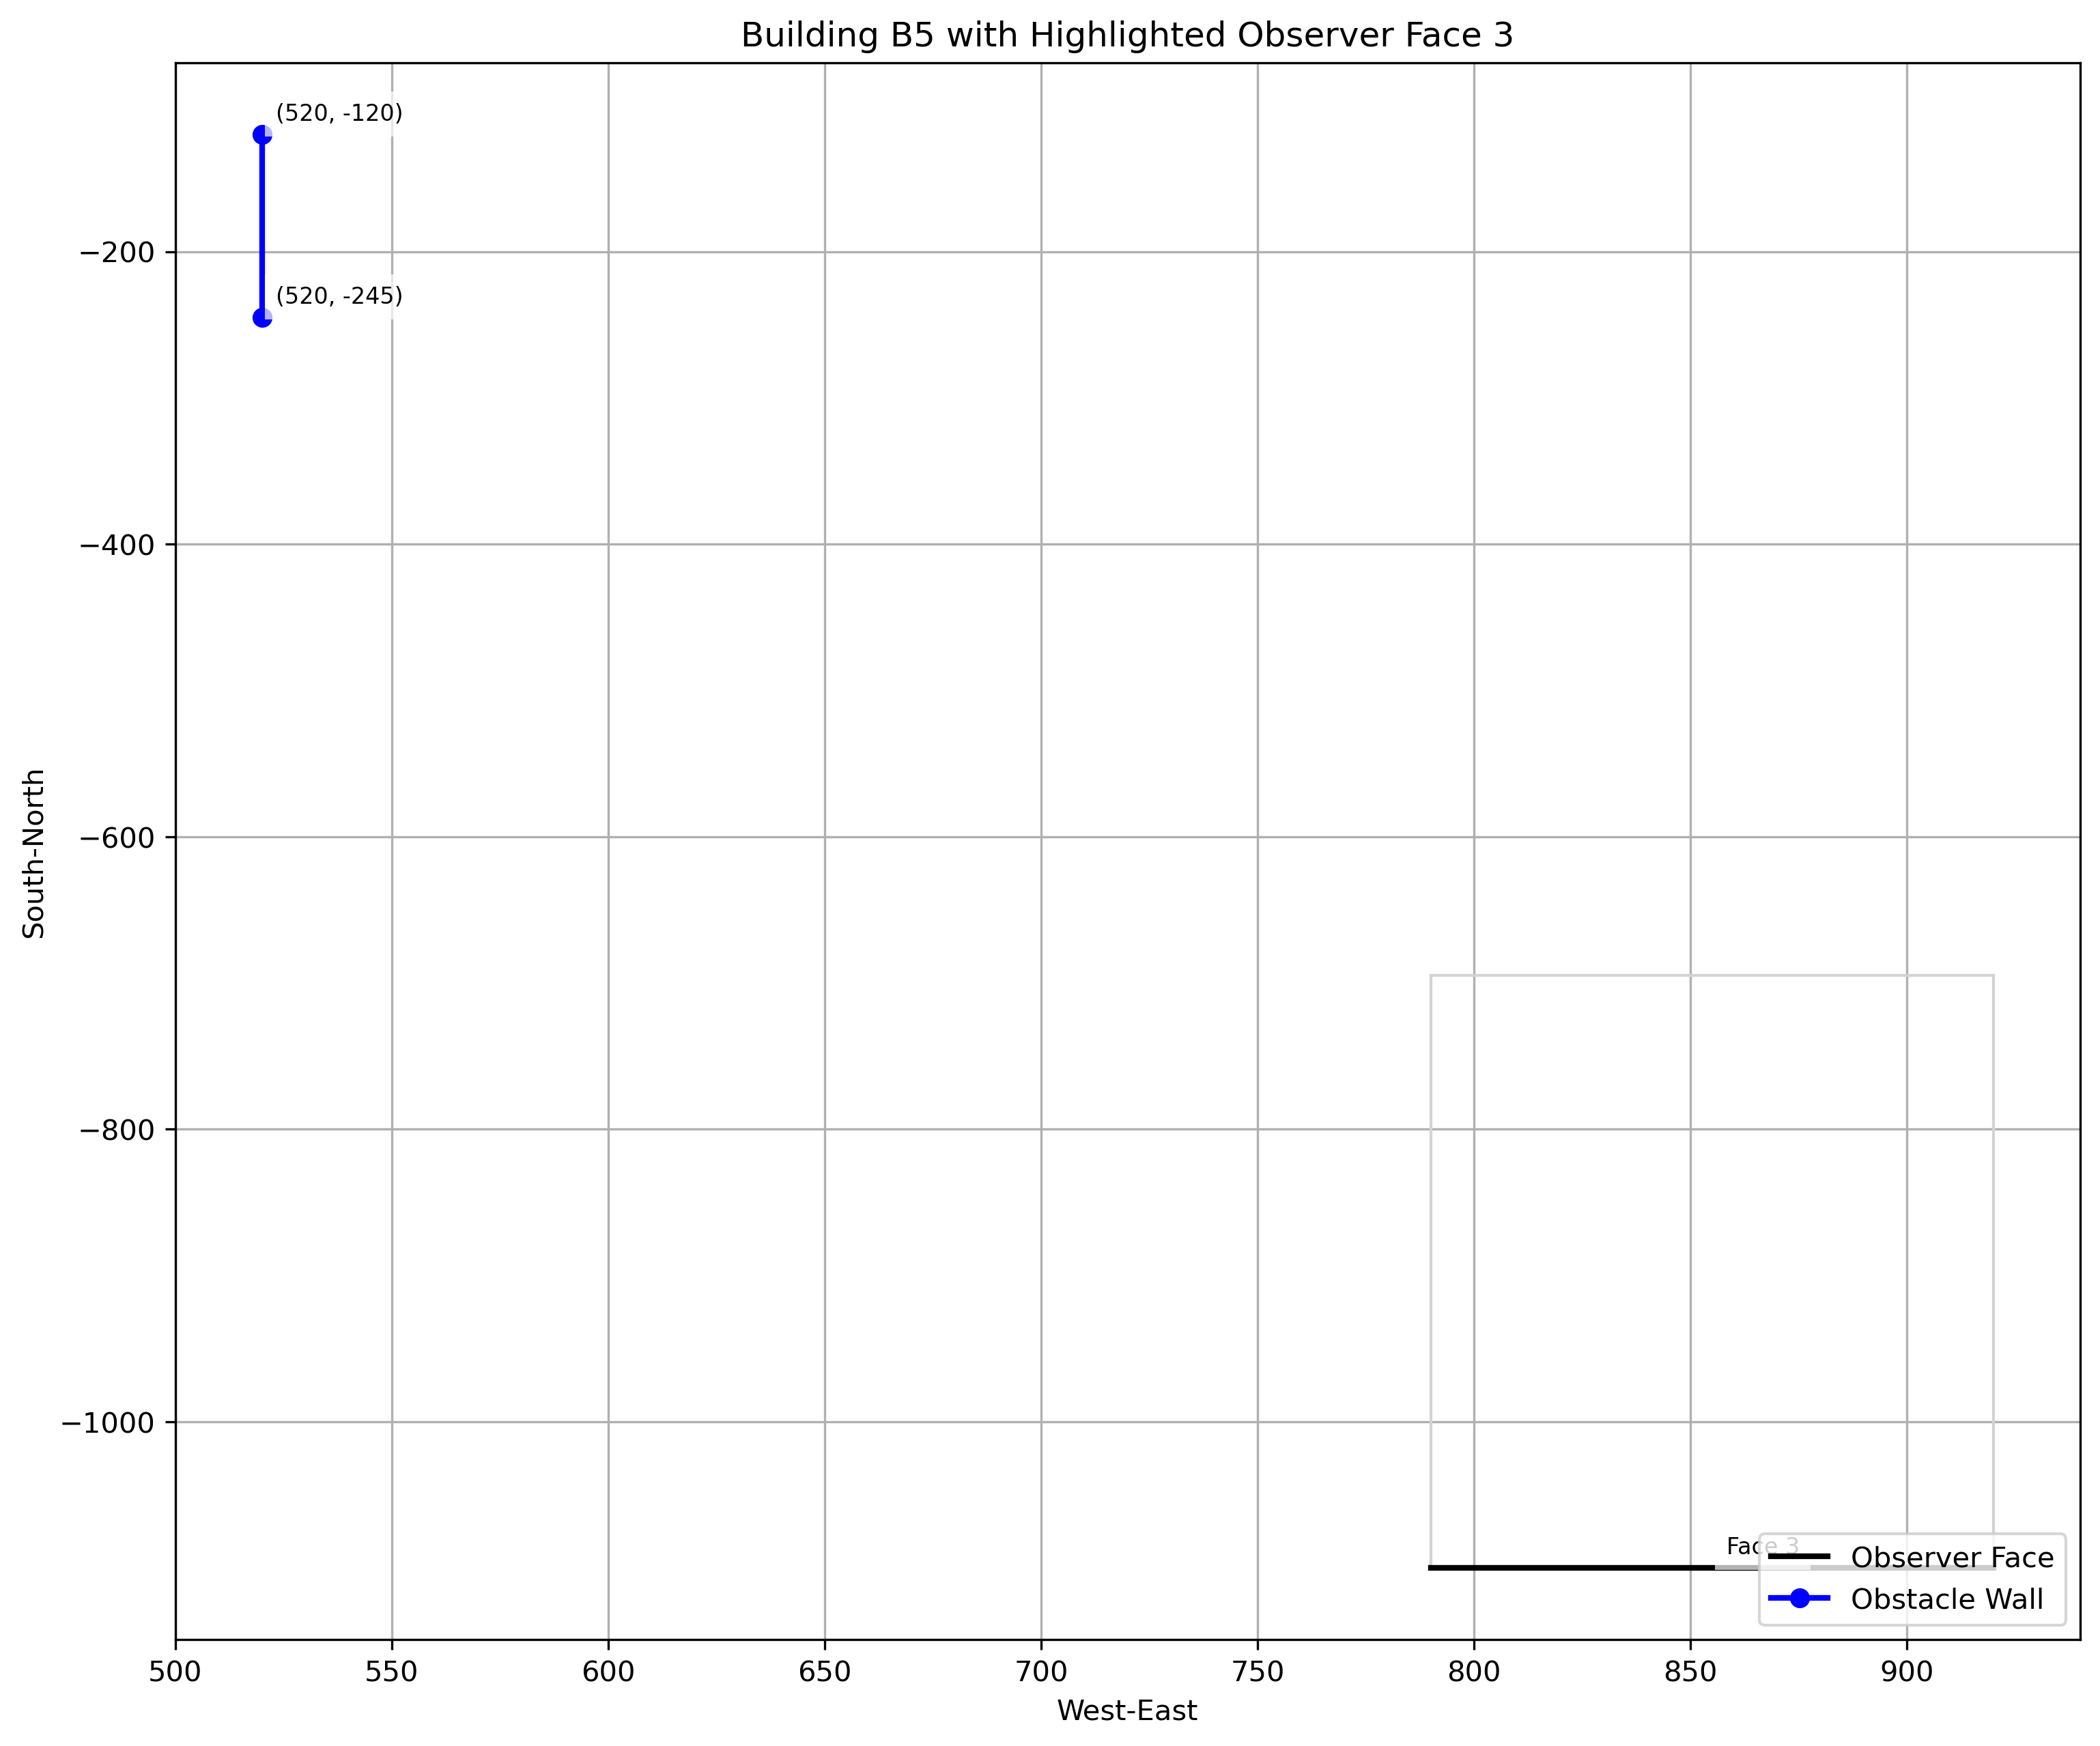 Building B5 with Highlighted Observer Face 3
(520, -120)
−200
(520, -245)
−400
−600
South-North
−800
−1000
Face 3
Observer Face
Obstacle Wall
500 550 600 650 700 750 800 850 900
West-East